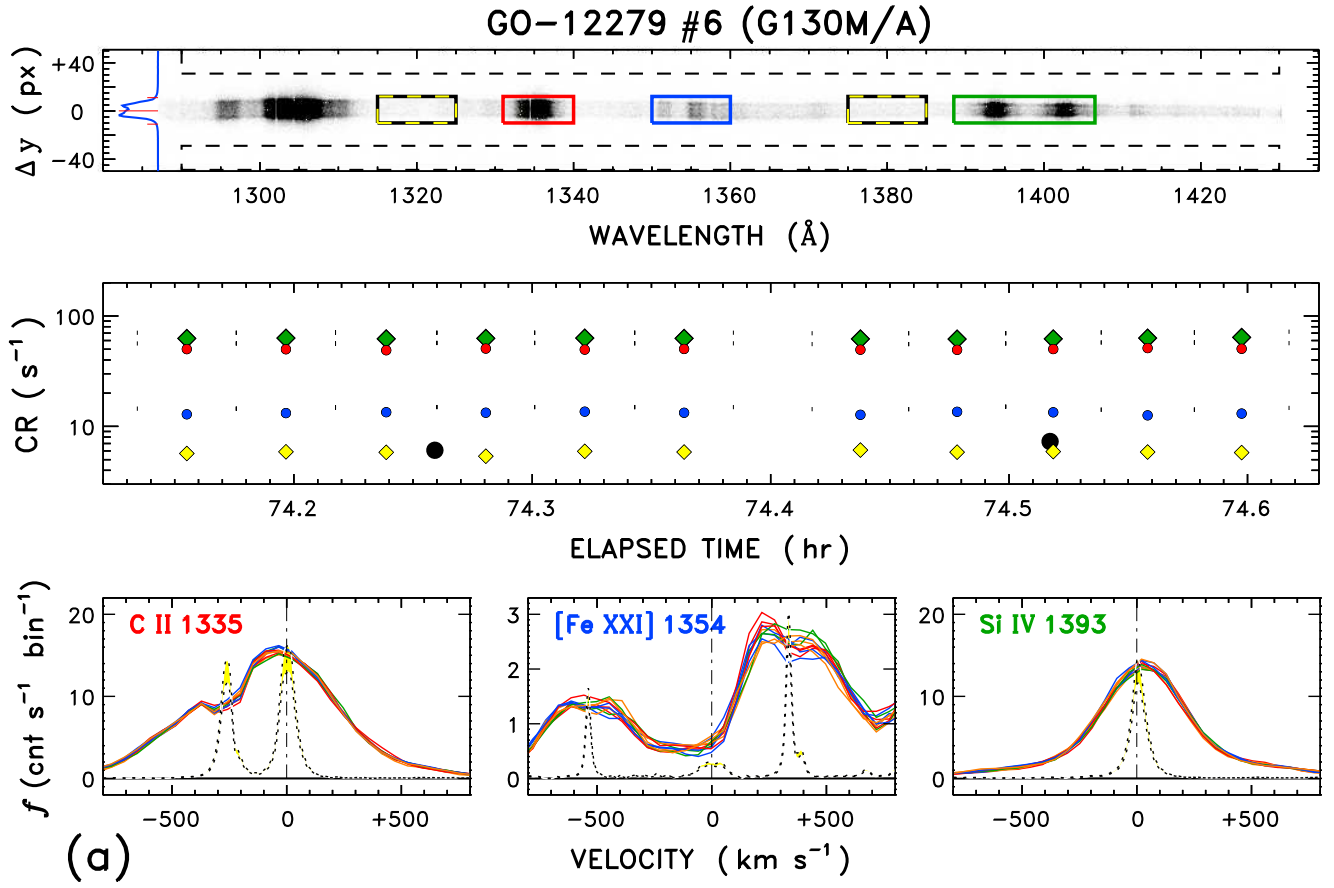 GO−12279 #6 (G130M/A)
Δy (px)
+40
0
−40
1300 1320 1340 1360 1380 1400 1420
WAVELENGTH (Å)
CR (s⁻¹)
100
10
74.2 74.3 74.4 74.5 74.6
ELAPSED TIME (hr)
f (cnt s⁻¹ bin⁻¹)
20
10
0
C II 1335
−500 0 +500
3
2
1
0
[Fe XXI] 1354
−500 0 +500
20
10
0
Si IV 1393
−500 0 +500
(a)
VELOCITY (km s⁻¹)